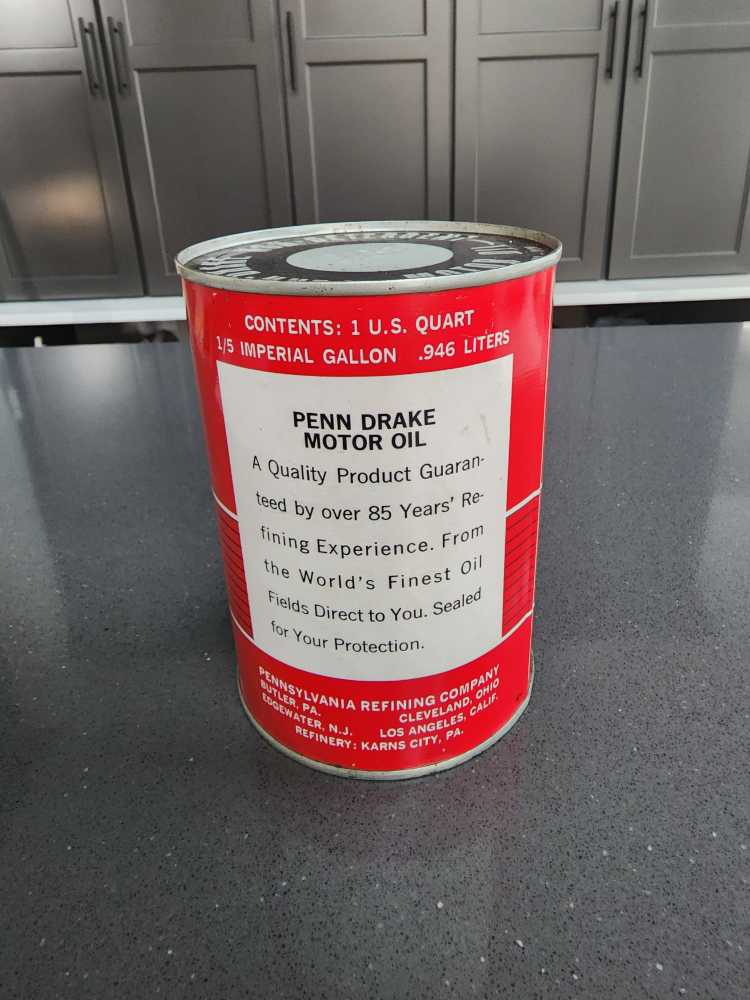 CONTENTS: 1 U.S. QUART
1/5 IMPERIAL GALLON .946 LITERS
PENN DRAKE
MOTOR OIL
A Quality Product Guaran-
teed by over 85 Years' Re-
fining Experience. From
the World's Finest Oil
Fields Direct to You. Sealed
for Your Protection.
PENNSYLVANIA REFINING COMPANY
BUTLER, PA. CLEVELAND, OHIO
EDGEWATER, N.J. LOS ANGELES, CALIF.
REFINERY: KARNS CITY, PA.